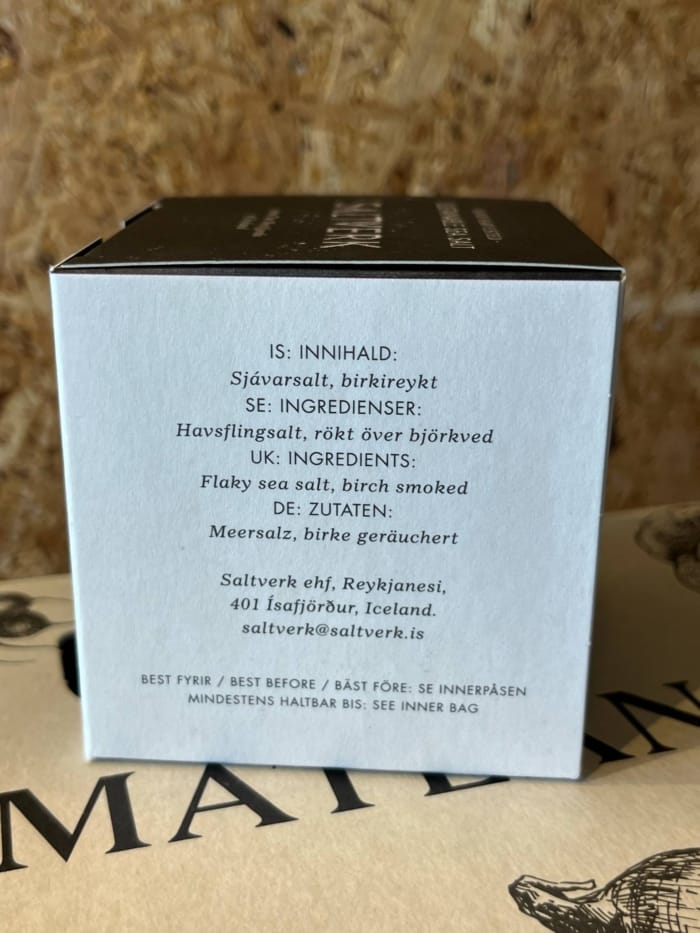 SALTVERK
SEA SALT
IS: INNIHALD:
Sjávarsalt, birkireykt
SE: INGREDIENSER:
Havsflingsalt, rökt över björkved
UK: INGREDIENTS:
Flaky sea salt, birch smoked
DE: ZUTATEN:
Meersalz, birke geräuchert
Saltverk ehf, Reykjanesi,
401 Ísafjörður, Iceland.
saltverk@saltverk.is
BEST FYRIR / BEST BEFORE / BÄST FÖRE: SE INNERPÅSEN
MINDESTENS HALTBAR BIS: SEE INNER BAG